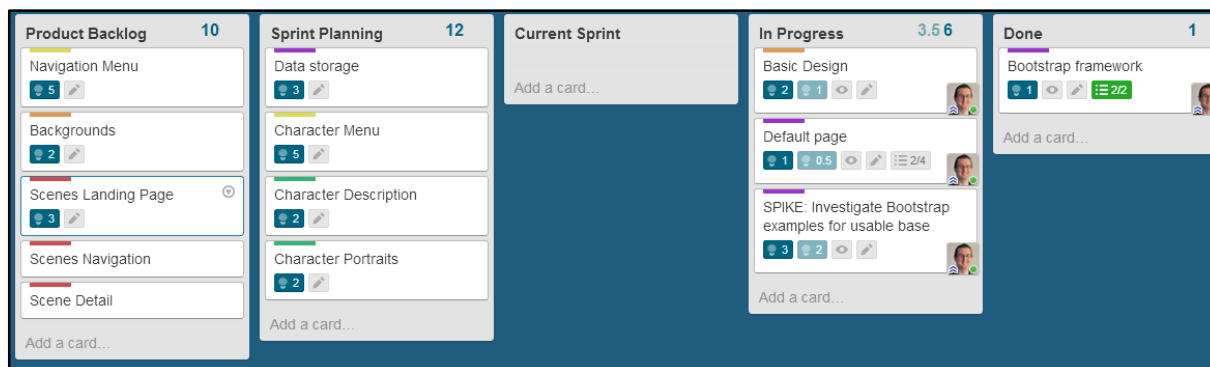 Product Backlog 10
Navigation Menu
5
Backgrounds
2
Scenes Landing Page
3
Scenes Navigation
Scene Detail
Add a card...
Sprint Planning 12
Data storage
3
Character Menu
5
Character Description
2
Character Portraits
2
Add a card...
Current Sprint
Add a card...
In Progress 3.5 6
Basic Design
2 1
Default page
1 0.5 2/4
SPIKE: Investigate Bootstrap
examples for usable base
3 2
Add a card...
Done 1
Bootstrap framework
1 2/2
Add a card...